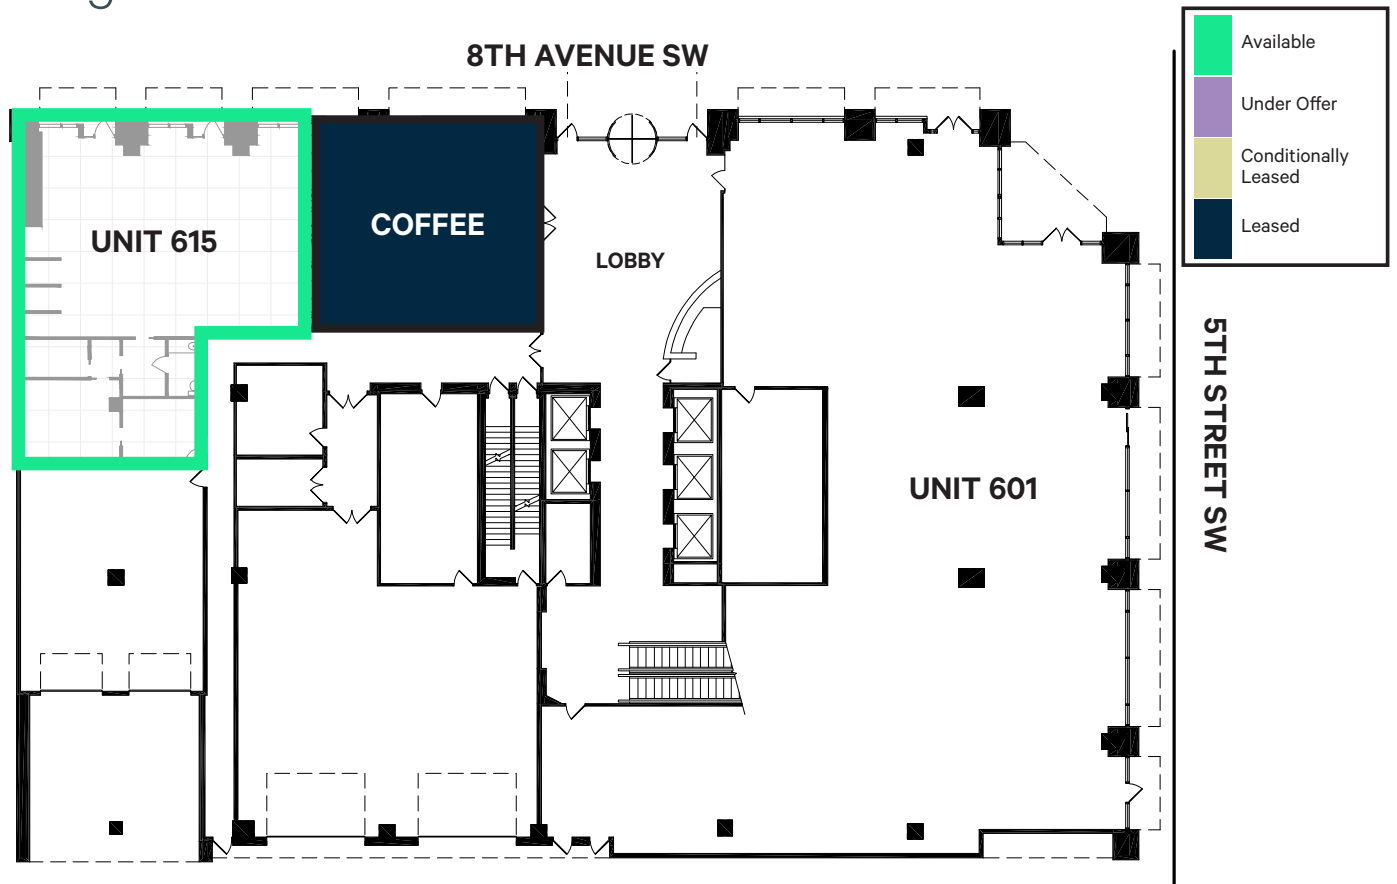 8TH AVENUE SW
Available
Under Offer
Conditionally
Leased
Leased
UNIT 615
COFFEE
LOBBY
5TH STREET SW
UNIT 601